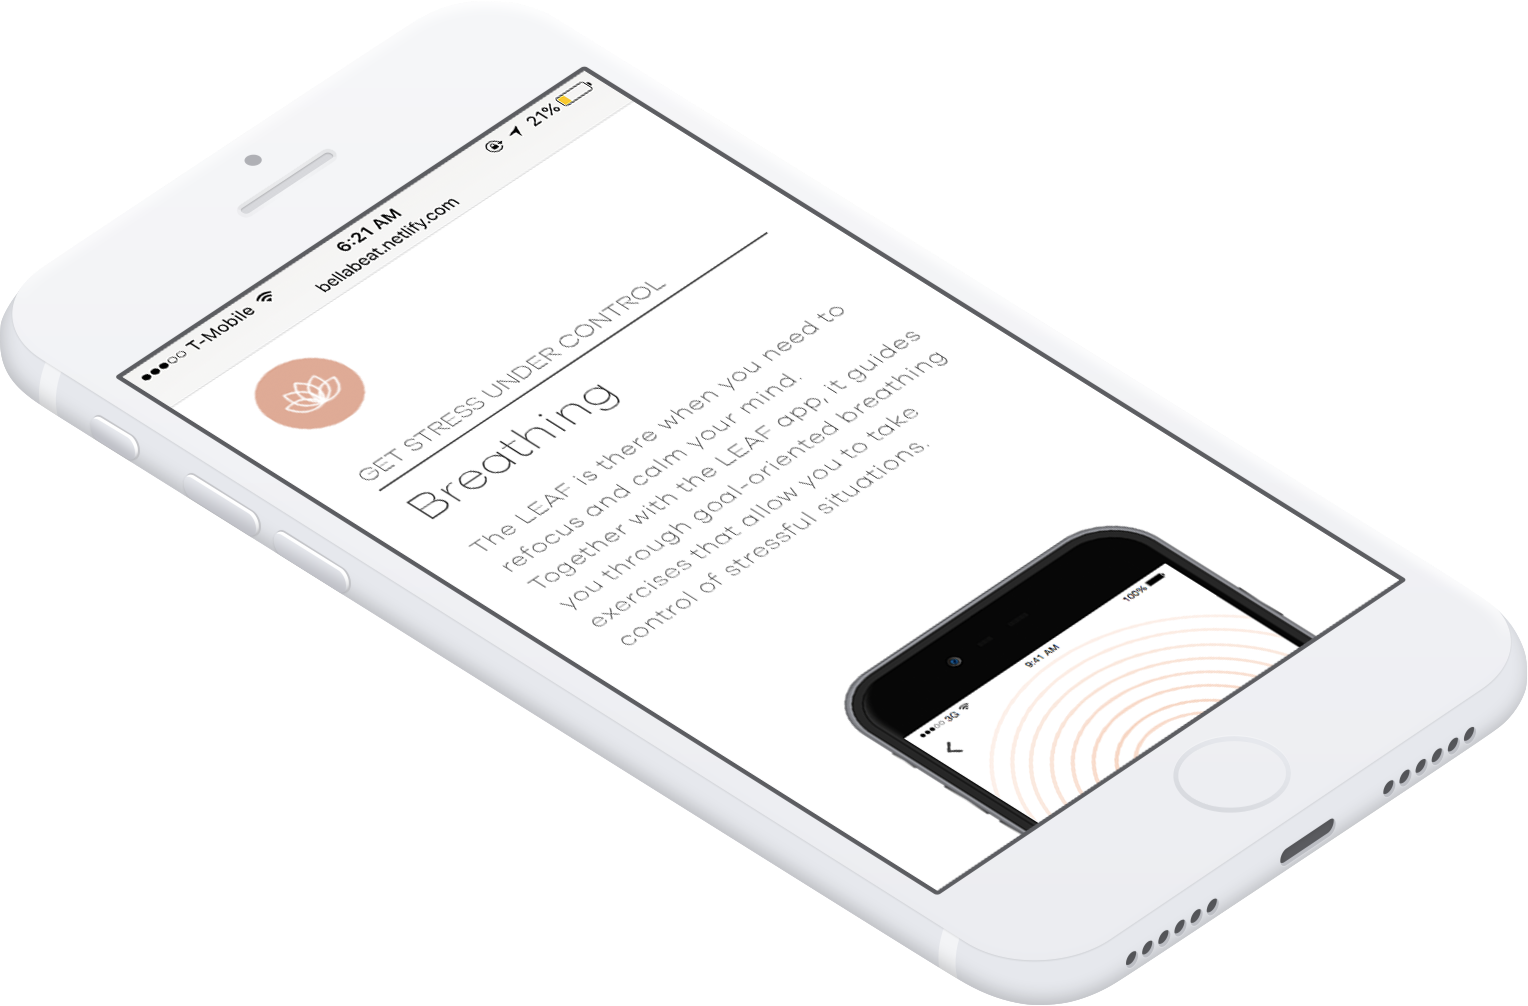 T-Mobile
6:21 AM
21%
bellabeat.netlify.com
GET STRESS UNDER CONTROL
Breathing
The LEAF is there when you need to
refocus and calm your mind.
Together with the LEAF app, it guides
you through goal-oriented breathing
exercises that allow you to take
control of stressful situations.
3G
9:41 AM
100%